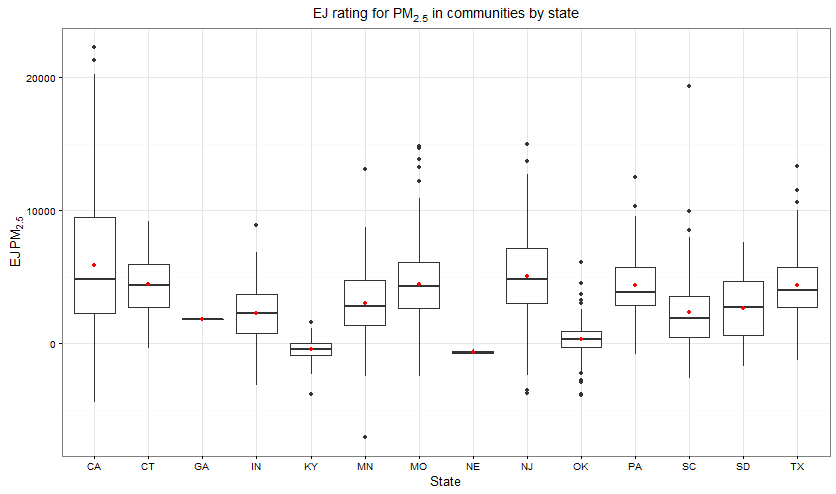 EJ rating for PM2.5 in communities by state
EJ PM2.5
20000
10000
0
CA CT GA IN KY MN MO NE NJ OK PA SC SD TX
State